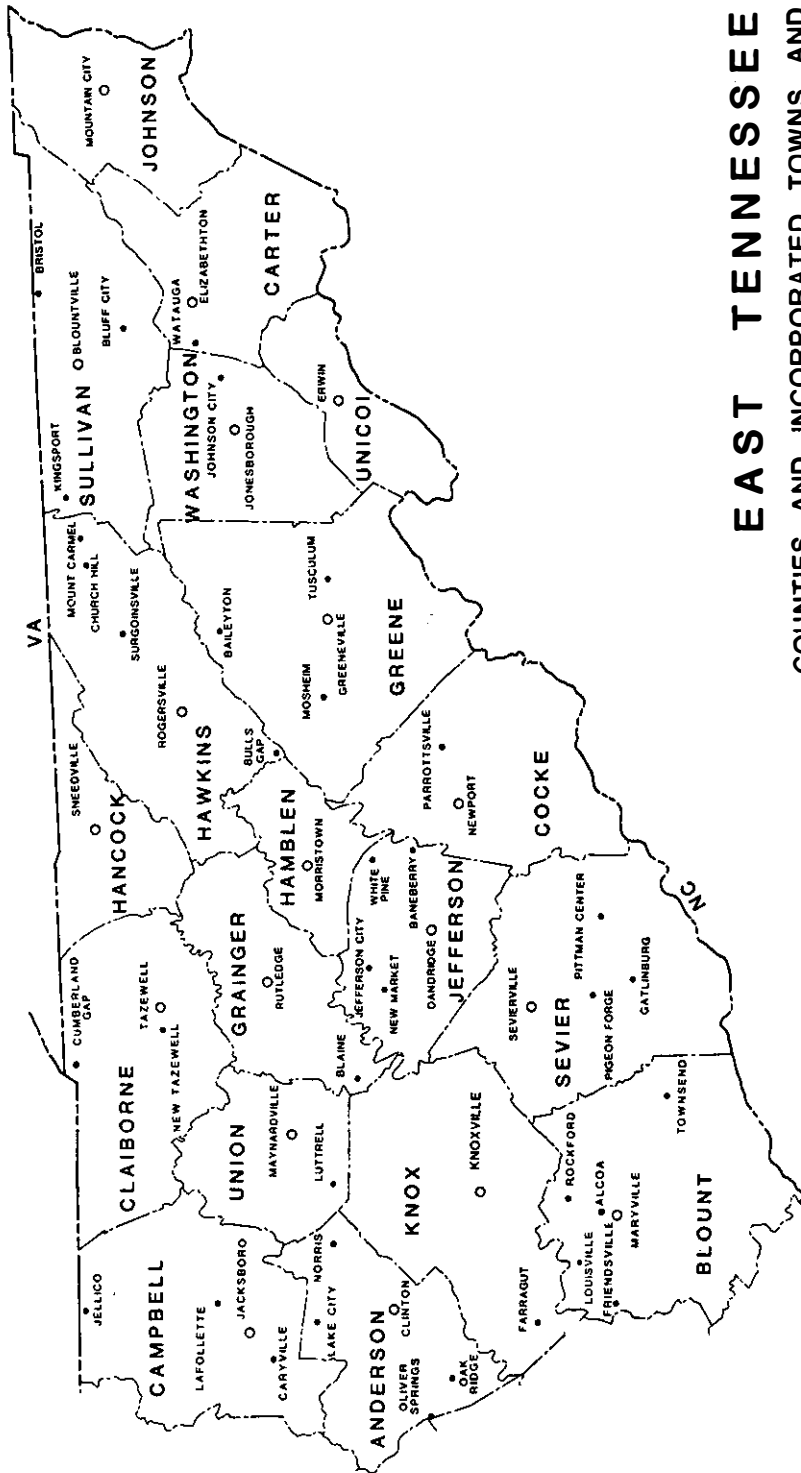 EAST TENNESSEE
COUNTIES AND INCORPORATED TOWNS AND
VA
NC
JOHNSON
MOUNTAIN CITY
CARTER
ELIZABETHTON
WATAUGA
SULLIVAN
BRISTOL
BLOUNTVILLE
BLUFF CITY
KINGSPORT
WASHINGTON
JOHNSON CITY
JONESBOROUGH
UNICOI
ERWIN
GREENE
BAILEYTON
TUSCULUM
GREENEVILLE
MOSHEIM
HAWKINS
MOUNT CARMEL
CHURCH HILL
SURGOINSVILLE
ROGERSVILLE
BULLS
GAP
HANCOCK
SNEEDVILLE
HAMBLEN
MORRISTOWN
COCKE
PARROTTSVILLE
NEWPORT
JEFFERSON
WHITE
PINE
BANEBERRY
JEFFERSON CITY
NEW MARKET
DANDRIDGE
GRAINGER
RUTLEDGE
BLAINE
CLAIBORNE
CUMBERLAND
GAP
TAZEWELL
NEW TAZEWELL
UNION
MAYNARDVILLE
LUTTRELL
SEVIER
SEVIERVILLE
PITTMAN CENTER
PIGEON FORGE
GATLINBURG
KNOX
KNOXVILLE
FARRAGUT
BLOUNT
ROCKFORD
ALCOA
LOUISVILLE
FRIENDSVILLE
MARYVILLE
TOWNSEND
CAMPBELL
JELLICO
LAFOLLETTE
JACKSBORO
CARYVILLE
ANDERSON
NORRIS
LAKE CITY
CLINTON
OLIVER
SPRINGS
OAK
RIDGE